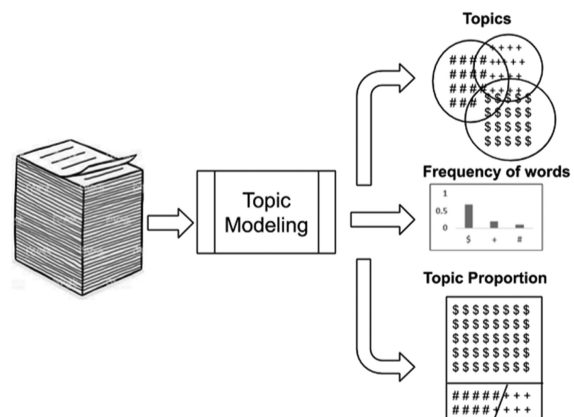 Topics
# # # # + + + +
# # # # + + + + +
# # # # + + + +
# # # # + + + +
# # # $ $ $ $ $
$ $ $ $ $
$ $ $ $ $
$ $ $ $ $
Topic
Modeling
Frequency of words
1
0.5
0
$ + #
Topic Proportion
$ $ $ $ $ $ $ $
$ $ $ $ $ $ $ $
$ $ $ $ $ $ $ $
$ $ $ $ $ $ $ $
$ $ $ $ $ $ $ $
# # # # # + + +
# # # # + + + +